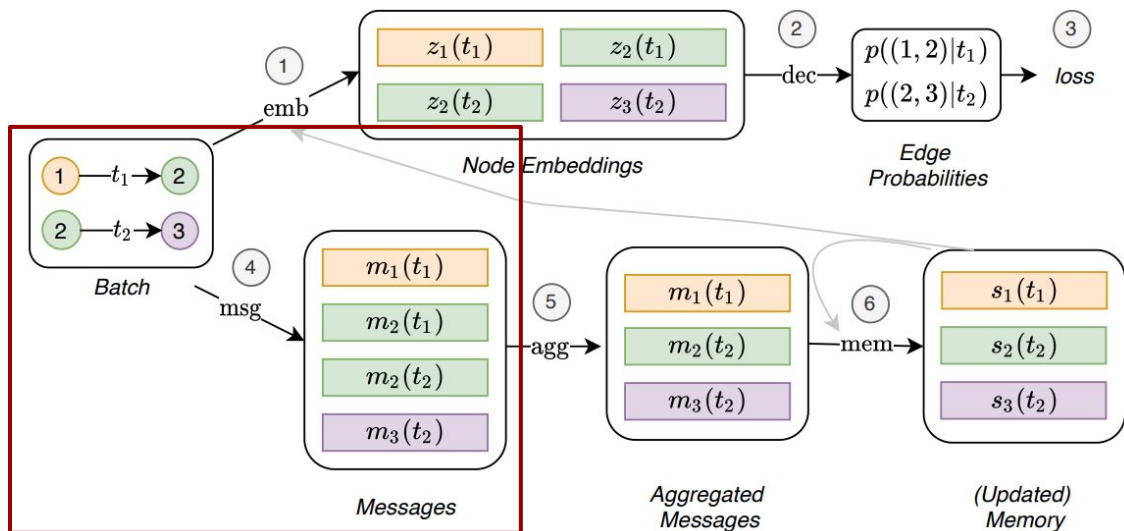 1
emb
z₁(t₁) z₂(t₁)
z₂(t₂) z₃(t₂)
Node Embeddings
2
dec
p((1, 2)|t₁)
p((2, 3)|t₂)
Edge
Probabilities
3
loss
1 t₁ 2
2 t₂ 3
Batch
4
msg
m₁(t₁)
m₂(t₁)
m₂(t₂)
m₃(t₂)
Messages
5
agg
m₁(t₁)
m₂(t₂)
m₃(t₂)
Aggregated
Messages
6
mem
s₁(t₁)
s₂(t₂)
s₃(t₂)
(Updated)
Memory